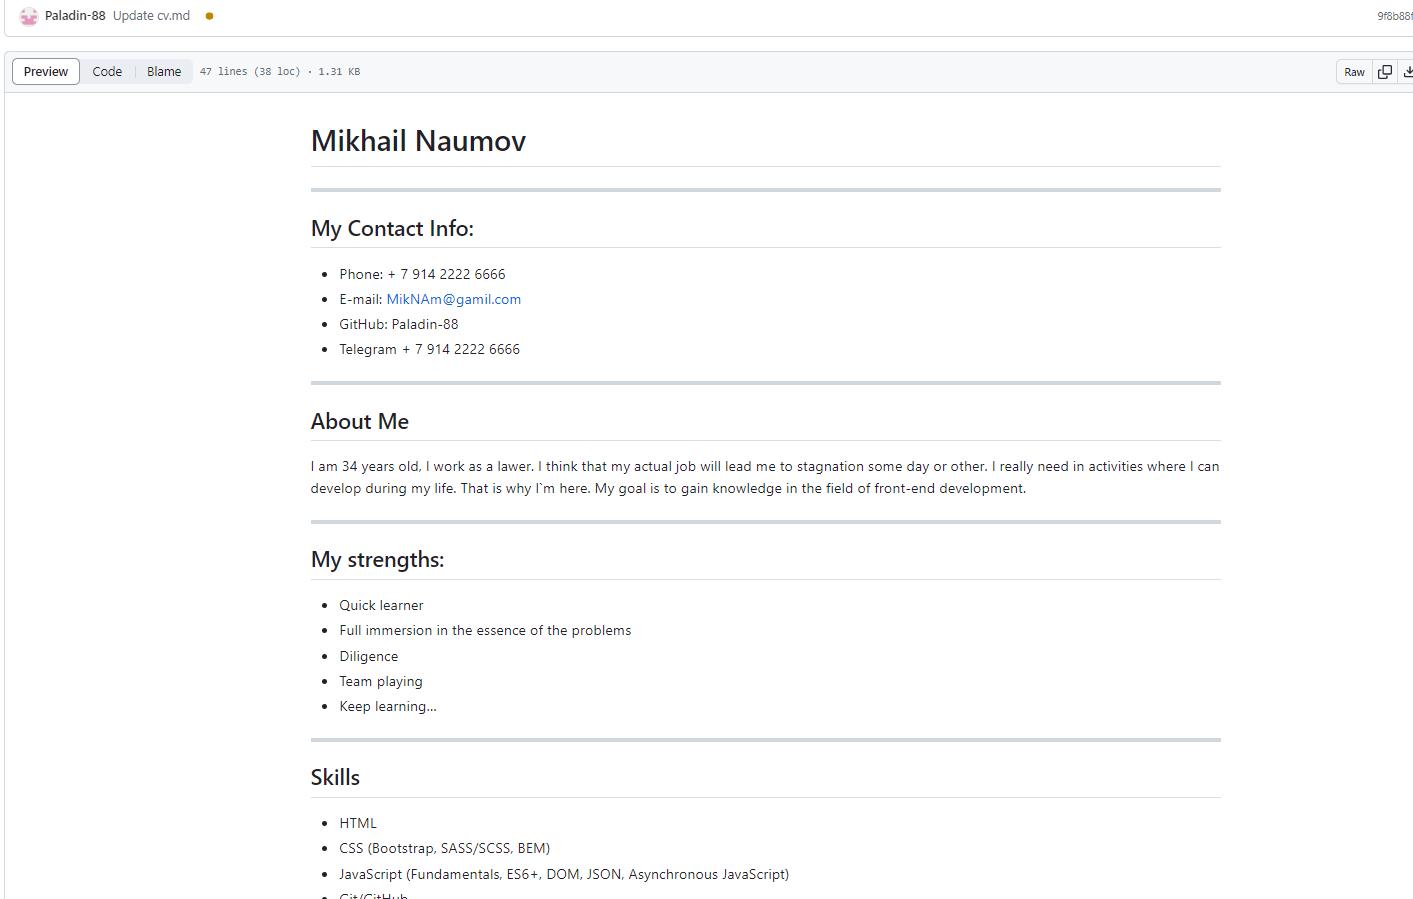 Paladin-88 Update cv.md
Preview Code Blame 47 lines (38 loc) · 1.31 KB Raw
Mikhail Naumov
My Contact Info:
Phone: + 7 914 2222 6666
E-mail: MikNAm@gamil.com
GitHub: Paladin-88
Telegram + 7 914 2222 6666
About Me
I am 34 years old, I work as a lawer. I think that my actual job will lead me to stagnation some day or other. I really need in activities where I can
develop during my life. That is why I`m here. My goal is to gain knowledge in the field of front-end development.
My strengths:
Quick learner
Full immersion in the essence of the problems
Diligence
Team playing
Keep learning...
Skills
HTML
CSS (Bootstrap, SASS/SCSS, BEM)
JavaScript (Fundamentals, ES6+, DOM, JSON, Asynchronous JavaScript)
Git/GitHub